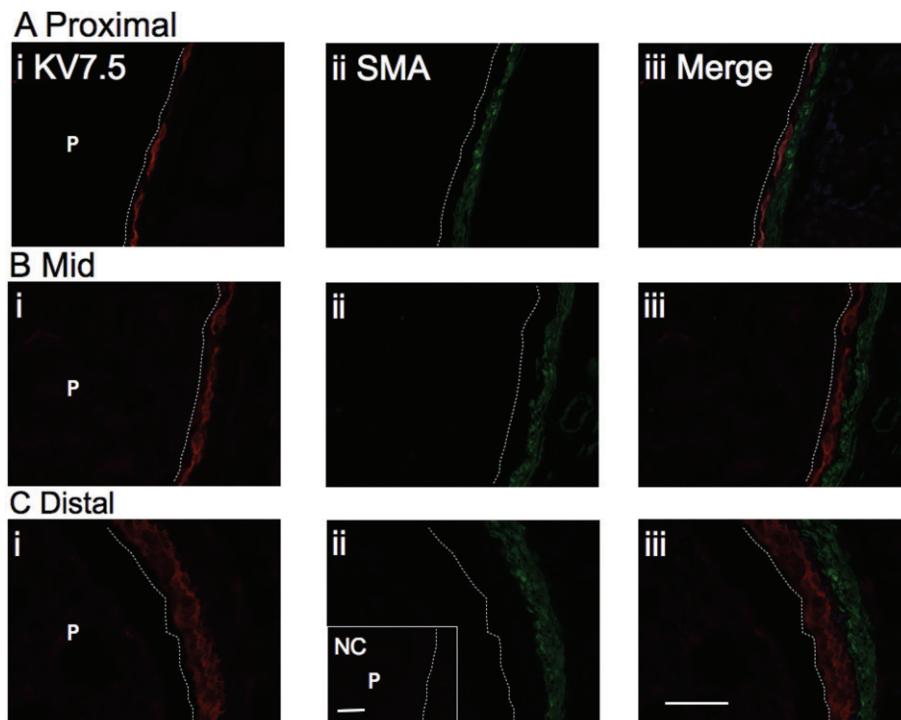 A Proximal
i KV7.5
ii SMA
iii Merge
P
B Mid
i
ii
iii
P
C Distal
i
ii
iii
P
NC
P